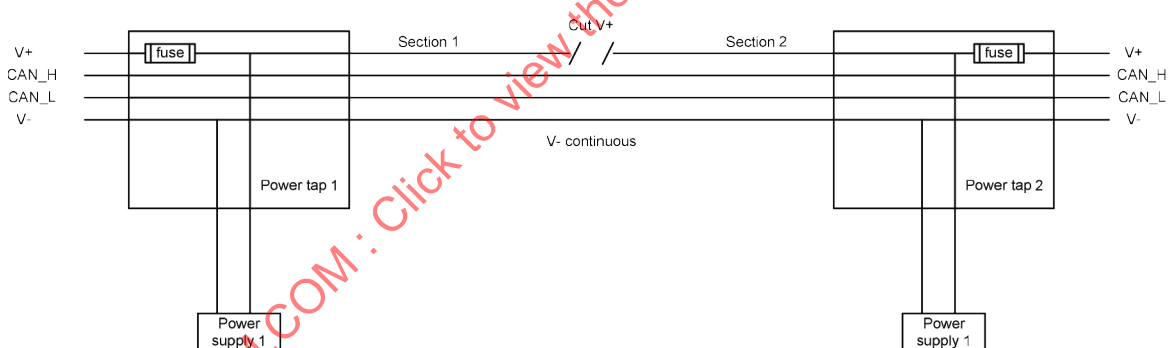 Cut V+
V+ fuse Section 1 Section 2 fuse V+
CAN_H CAN_H
CAN_L CAN_L
V- V-
V- continuous
Power tap 1 Power tap 2
Power
supply 1
Power
supply 1
COM : Click to view the